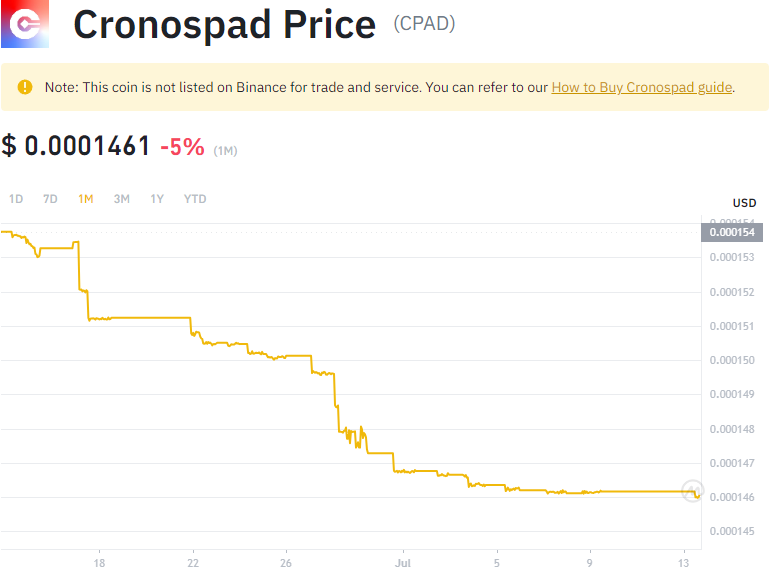 Cronospad Price (CPAD)
Note: This coin is not listed on Binance for trade and service. You can refer to our How to Buy Cronospad guide.
$ 0.0001461 -5% (1M)
1D 7D 1M 3M 1Y YTD
USD
0.000154
0.000154
0.000153
0.000152
0.000151
0.000150
0.000149
0.000148
0.000147
0.000146
0.000145
18 22 26 Jul 5 9 13